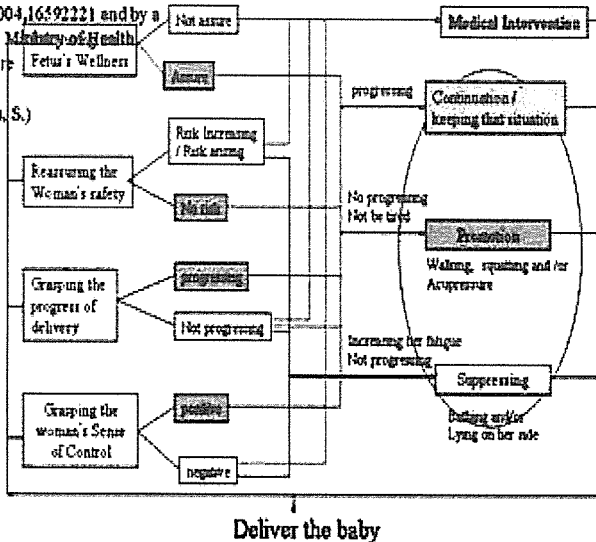 004,16592221 and by a
Ministry of Health
re
, S.)
Fetus's Wellness
Not assure
Assure
Reassuring the
Woman's safety
Risk Increasing
/ Risk arising
No risk
Grasping the
progress of
delivery
progressing
Not progressing
Grasping the
woman's Sense
of Control
positive
negative
Medical Intervention
progressing
Continuation /
keeping that situation
No progressing
Not be tired
Promotion
Walking, squatting and /or
Acupressure
Increasing her fatigue
Not progressing
Suppressing
Bathing and/or
Lying on her side
Deliver the baby